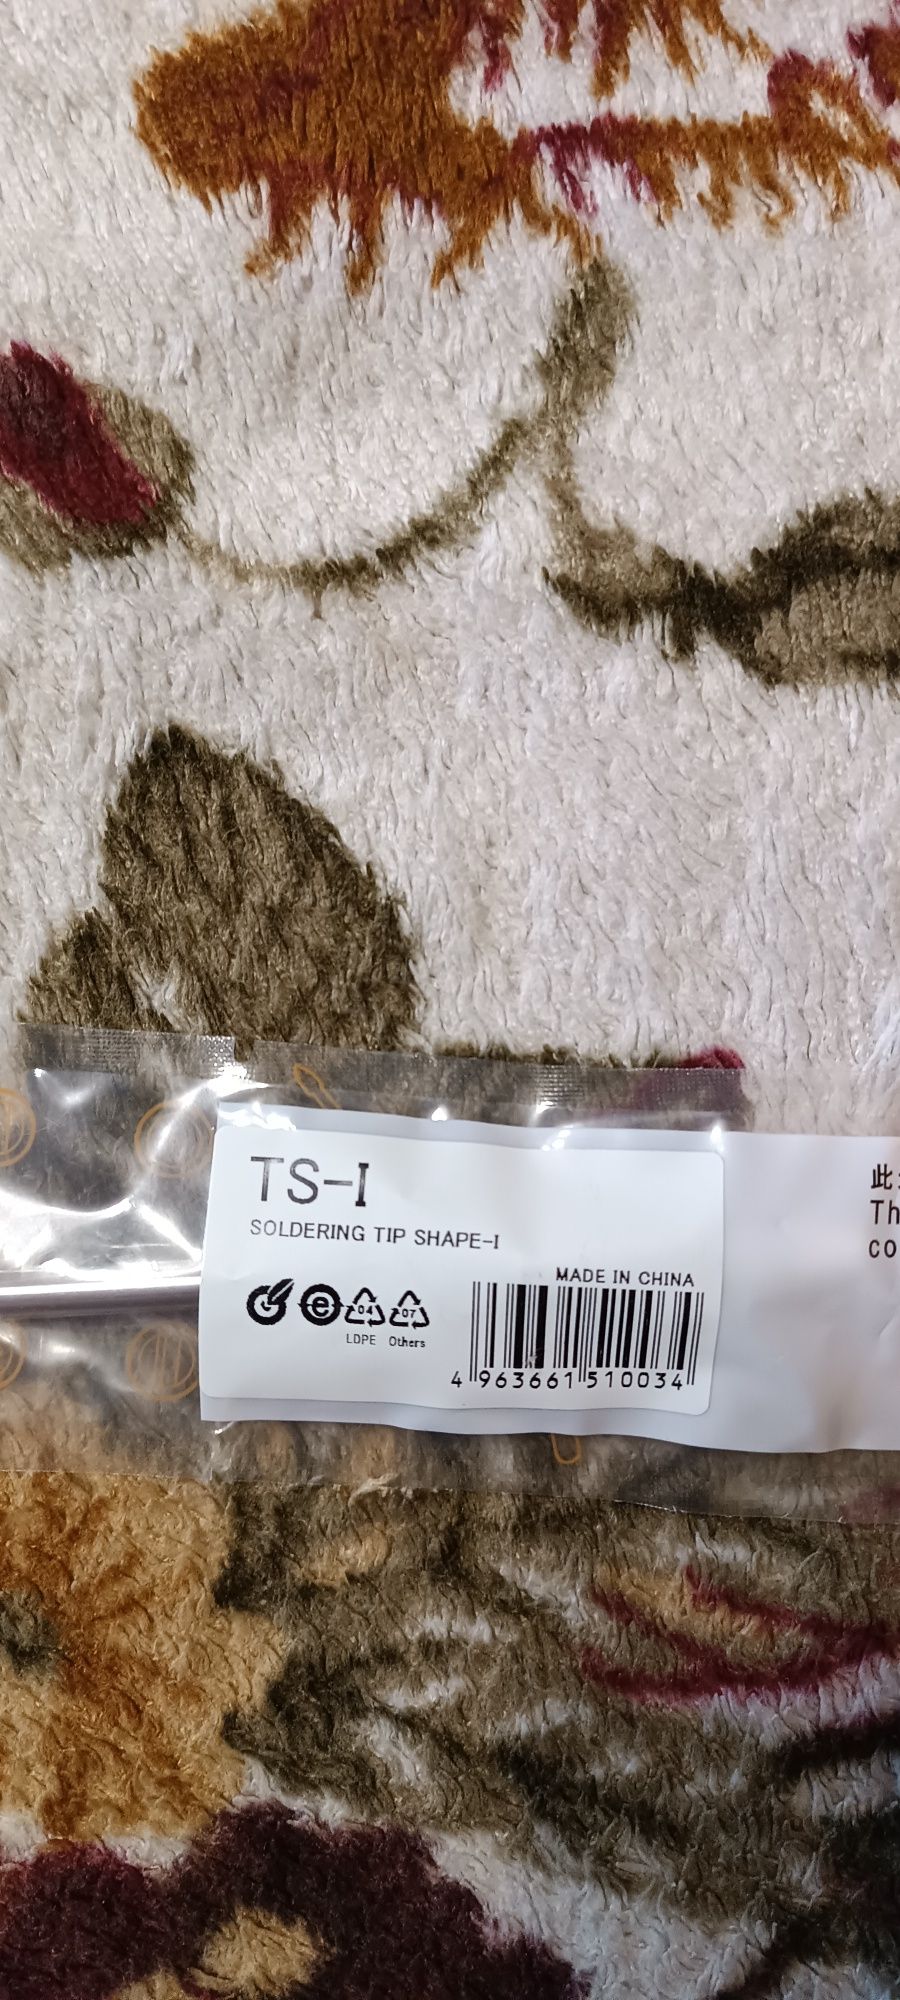 TS-I
SOLDERING TIP SHAPE-I
MADE IN CHINA
e
04
07
LDPE
Others
4 963661 510034
此
Th
co